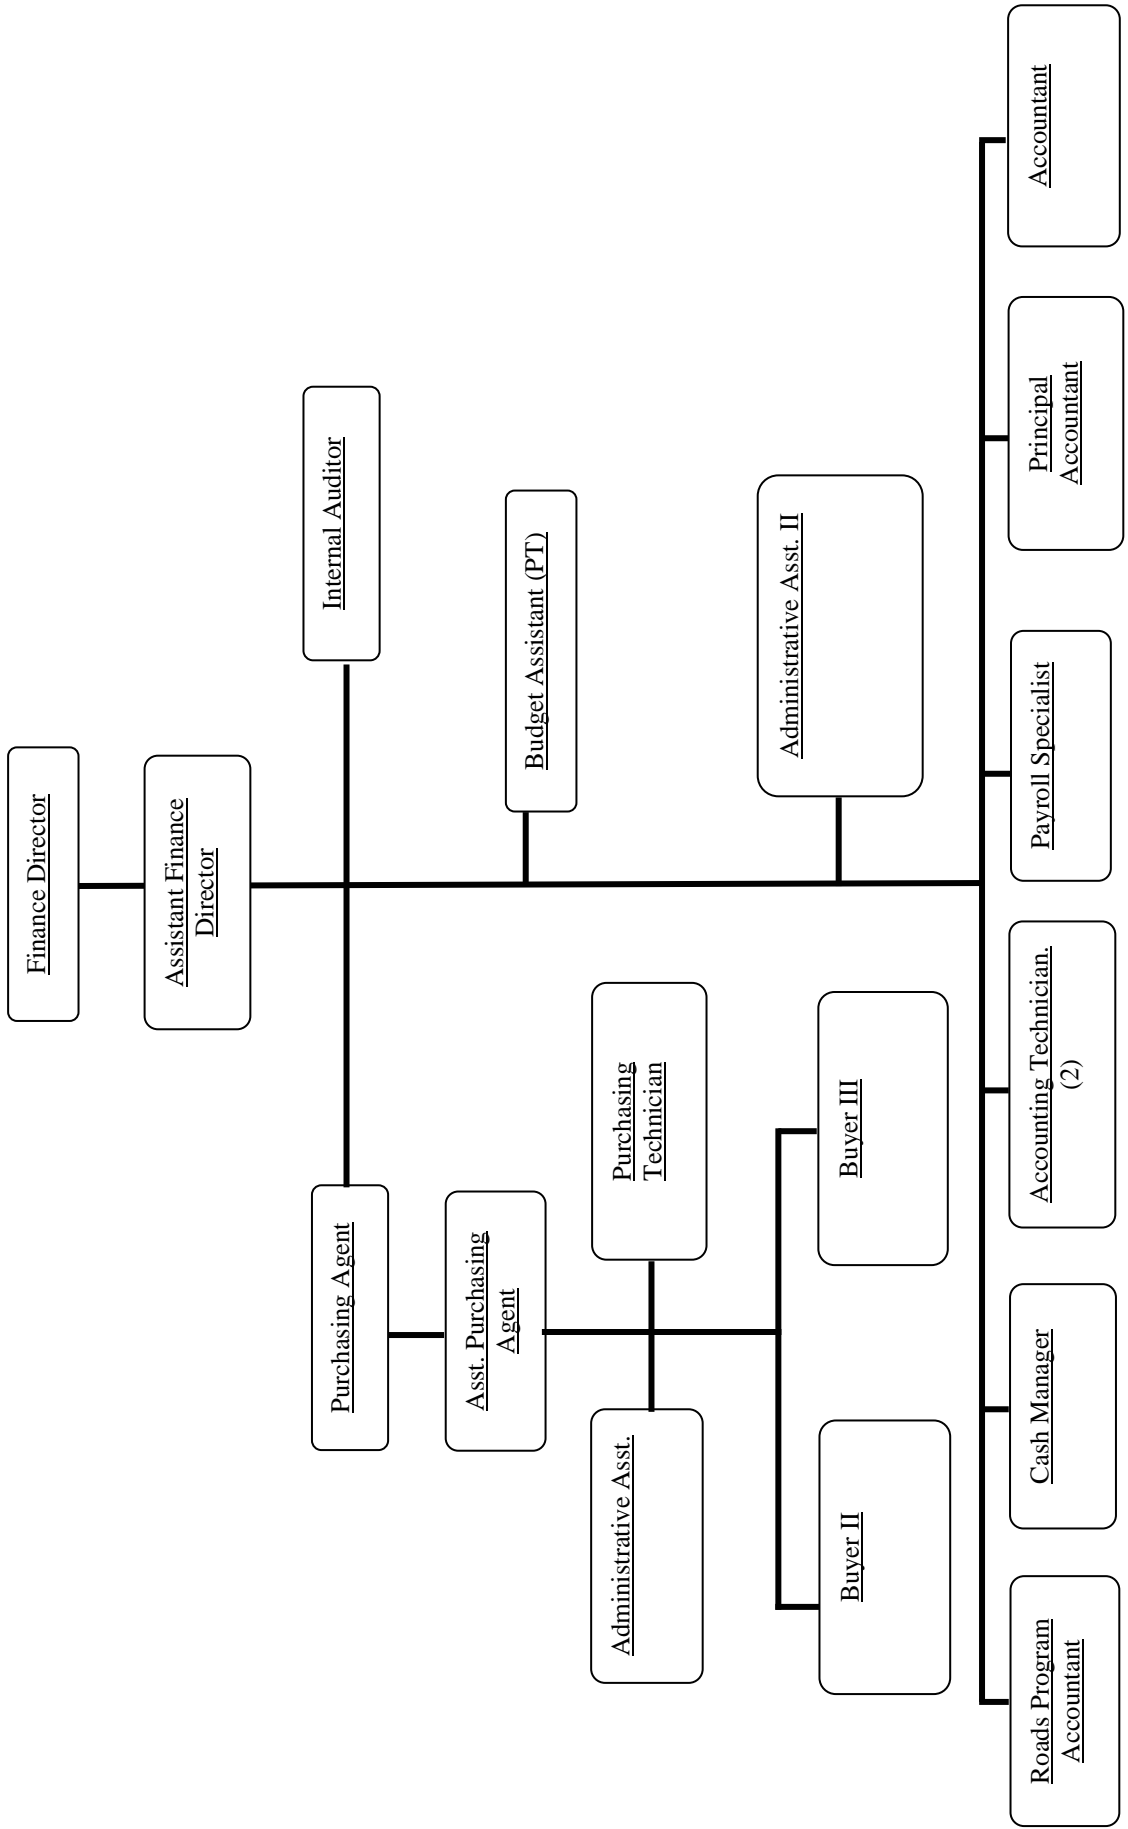 Finance Director
Assistant Finance
Director
Purchasing Agent
Internal Auditor
Asst. Purchasing
Agent
Budget Assistant (PT)
Administrative Asst.
Purchasing
Technician
Administrative Asst. II
Buyer II
Buyer III
Roads Program
Accountant
Cash Manager
Accounting Technician.
(2)
Payroll Specialist
Principal
Accountant
Accountant